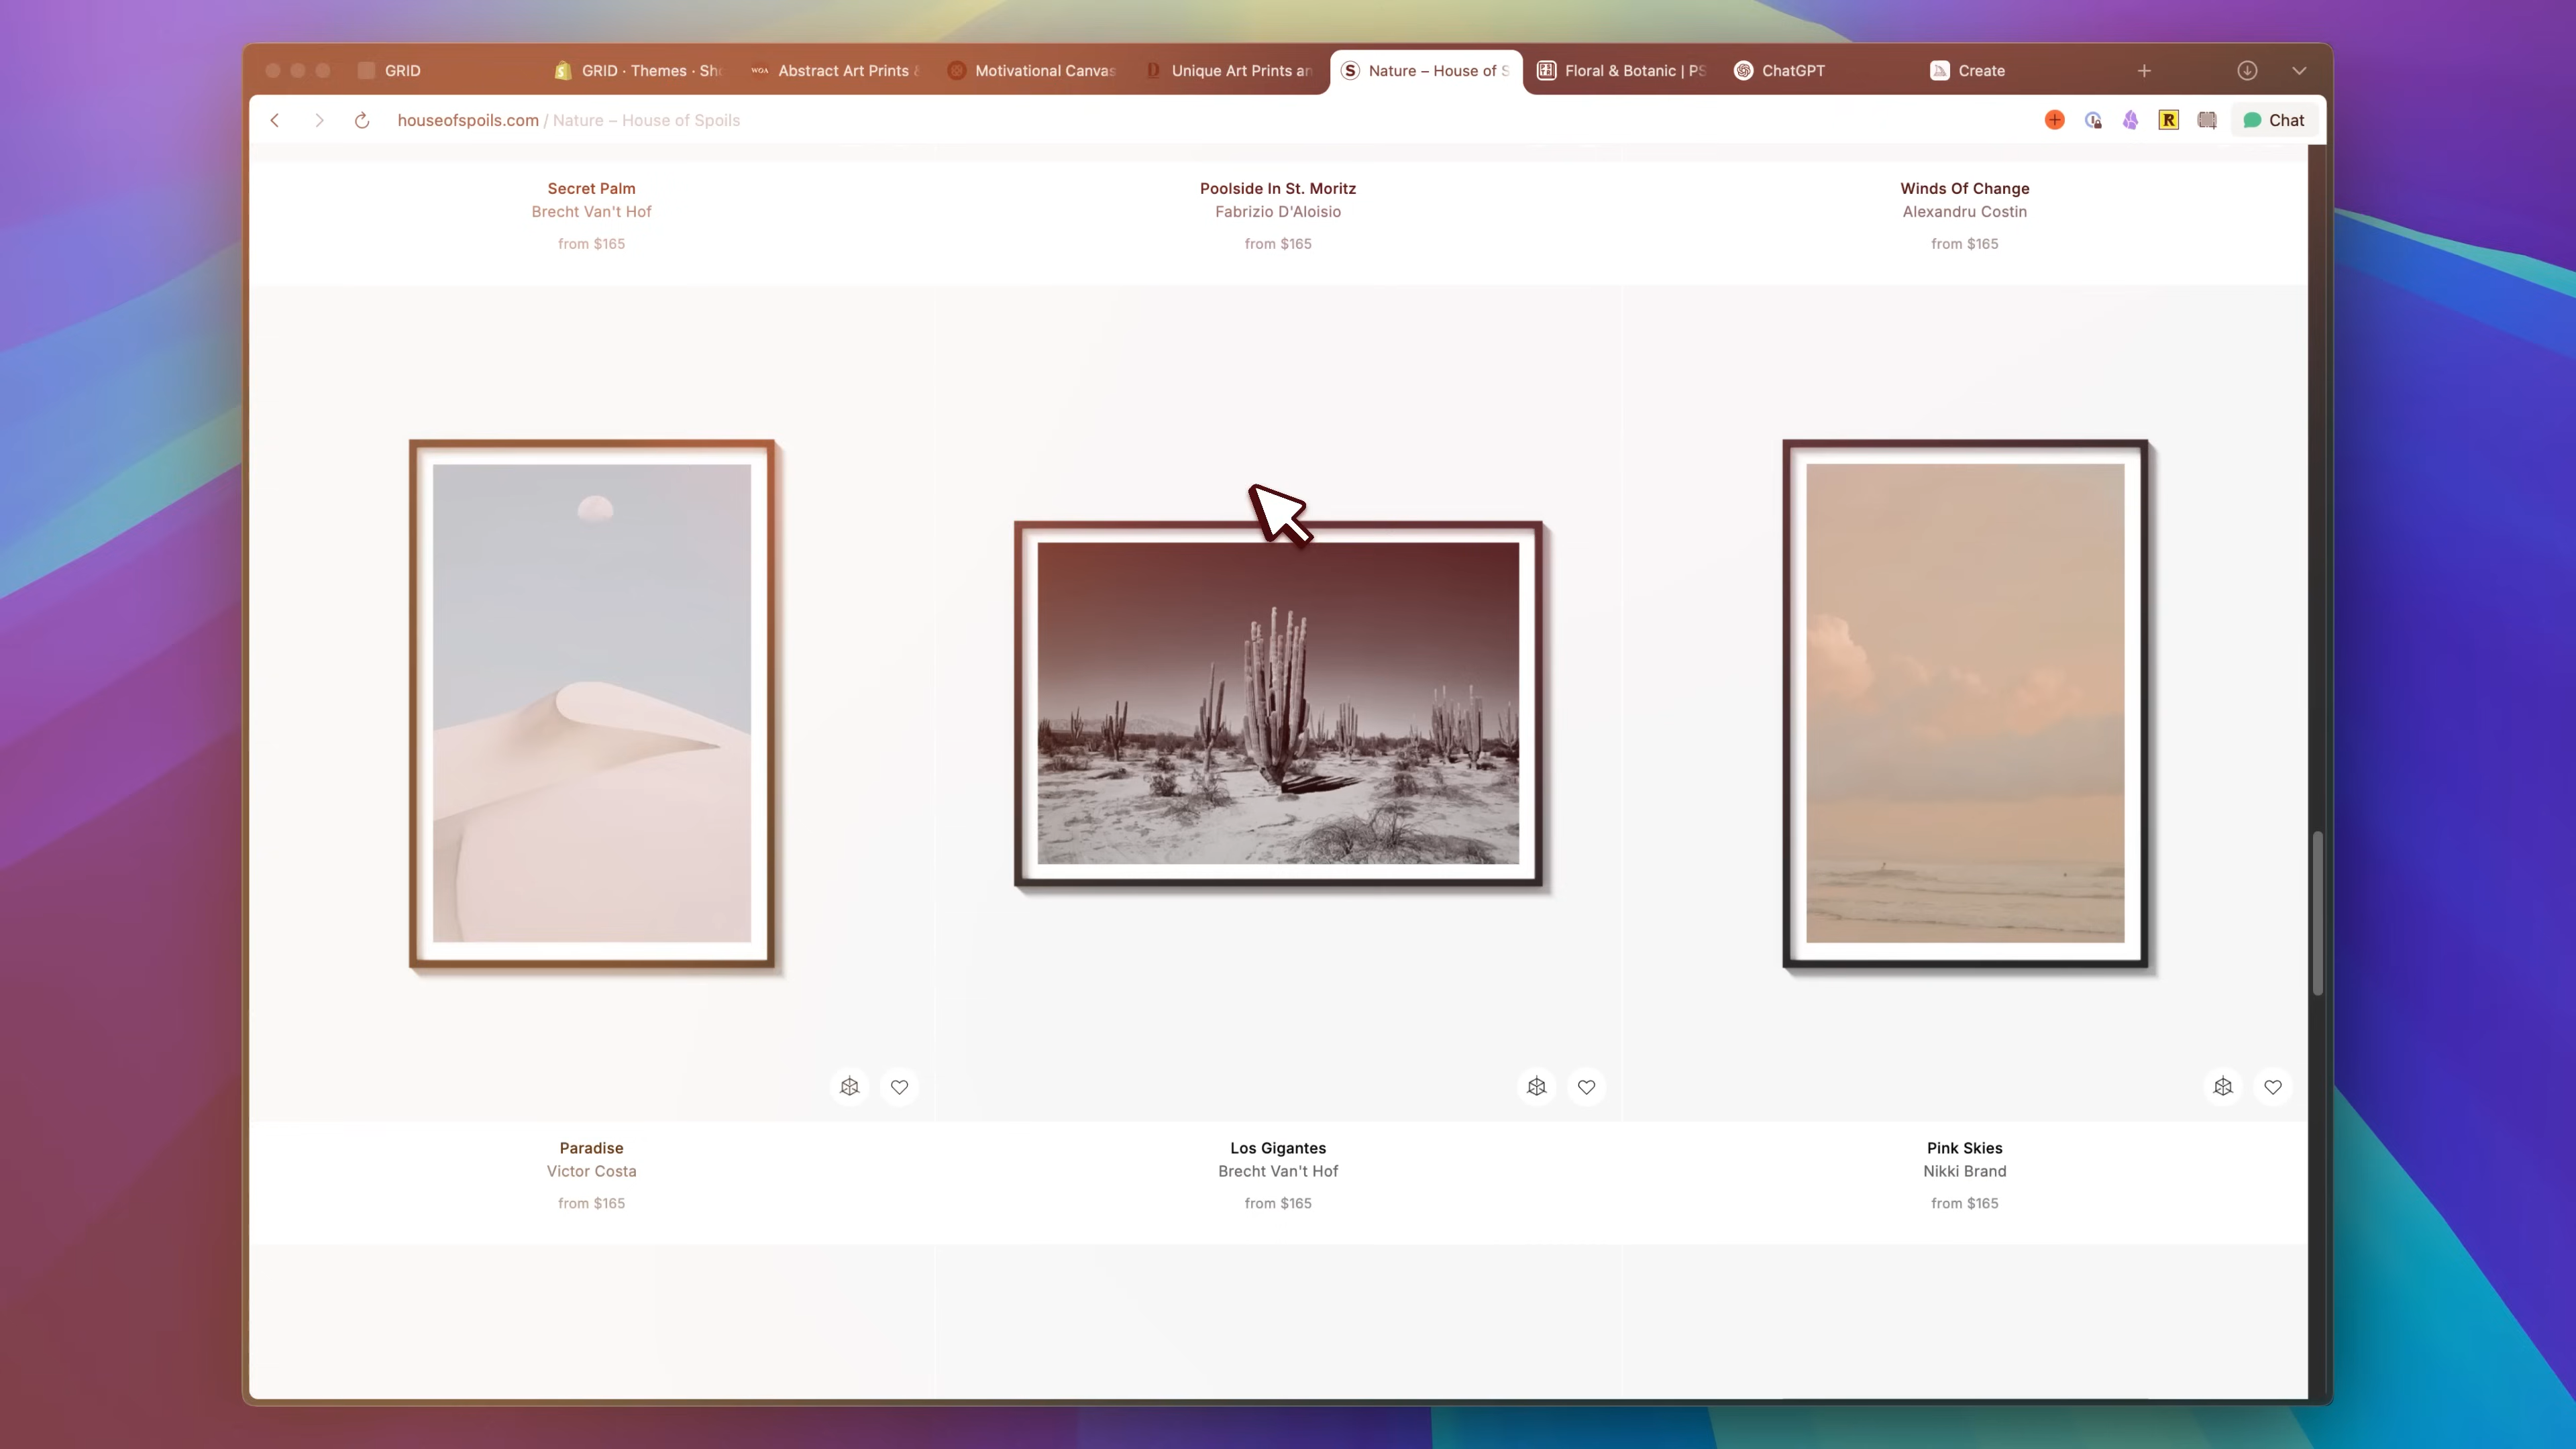 GRID
GRID · Themes · Sh
WOA Abstract Art Prints
Motivational Canvas
D Unique Art Prints an
S Nature – House of S
Floral & Botanic | PS
ChatGPT
Create
houseofspoils.com / Nature – House of Spoils
R
Chat
Secret Palm
Brecht Van't Hof
from $165
Poolside In St. Moritz
Fabrizio D'Aloisio
from $165
Winds Of Change
Alexandru Costin
from $165
Paradise
Victor Costa
from $165
Los Gigantes
Brecht Van't Hof
from $165
Pink Skies
Nikki Brand
from $165